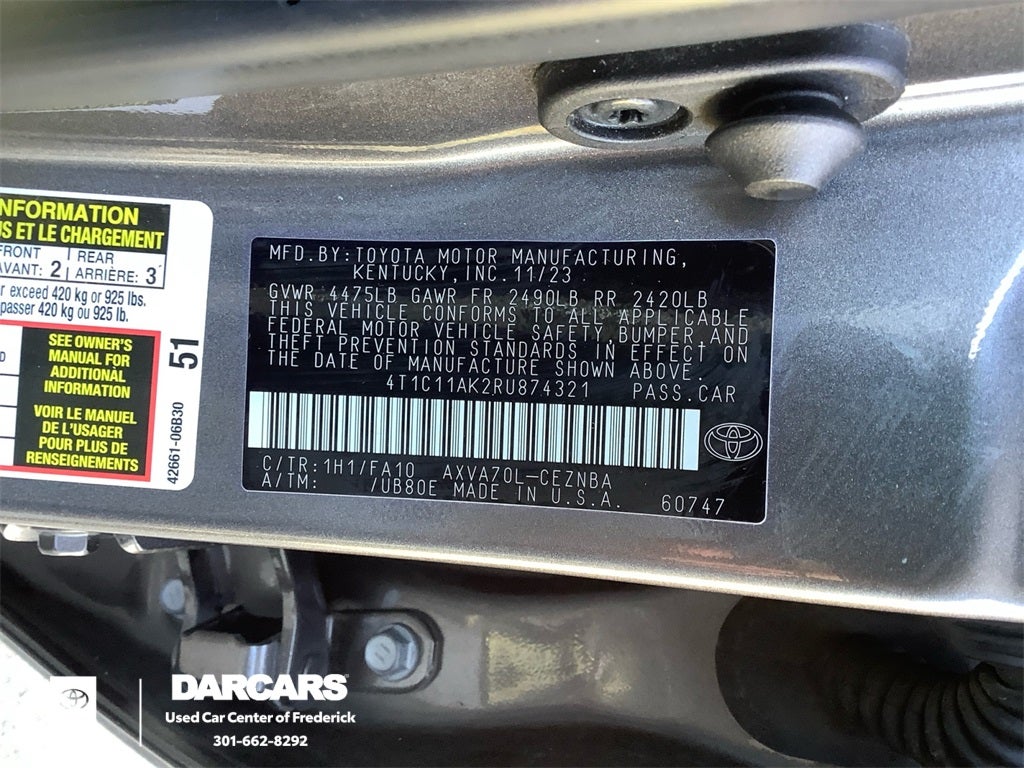 NFORMATION
US ET LE CHARGEMENT
FRONT
AVANT: 2
REAR
ARRIÈRE: 3
r exceed 420 kg or 925 lbs.
passer 420 kg ou 925 lb.
SEE OWNER'S
MANUAL FOR
ADDITIONAL
INFORMATION
VOIR LE MANUEL
DE L'USAGER
POUR PLUS DE
RENSEIGNEMENTS
51
42661-06B30
MFD.BY:TOYOTA MOTOR MANUFACTURING,
KENTUCKY,INC.11/23
GVWR 4475LB GAWR FR 2490LB RR 2420LB
THIS VEHICLE CONFORMS TO ALL APPLICABLE
FEDERAL MOTOR VEHICLE SAFETY,BUMPER AND
THEFT PREVENTION STANDARDS IN EFFECT ON
THE DATE OF MANUFACTURE SHOWN ABOVE.
4T1C11AK2RU874321 PASS.CAR
C/TR:1H1/FA10 AXVA70L-CEZNBA
A/TM: /UB80E MADE IN U.S.A. 60747
DARCARS
Used Car Center of Frederick
301-662-8292